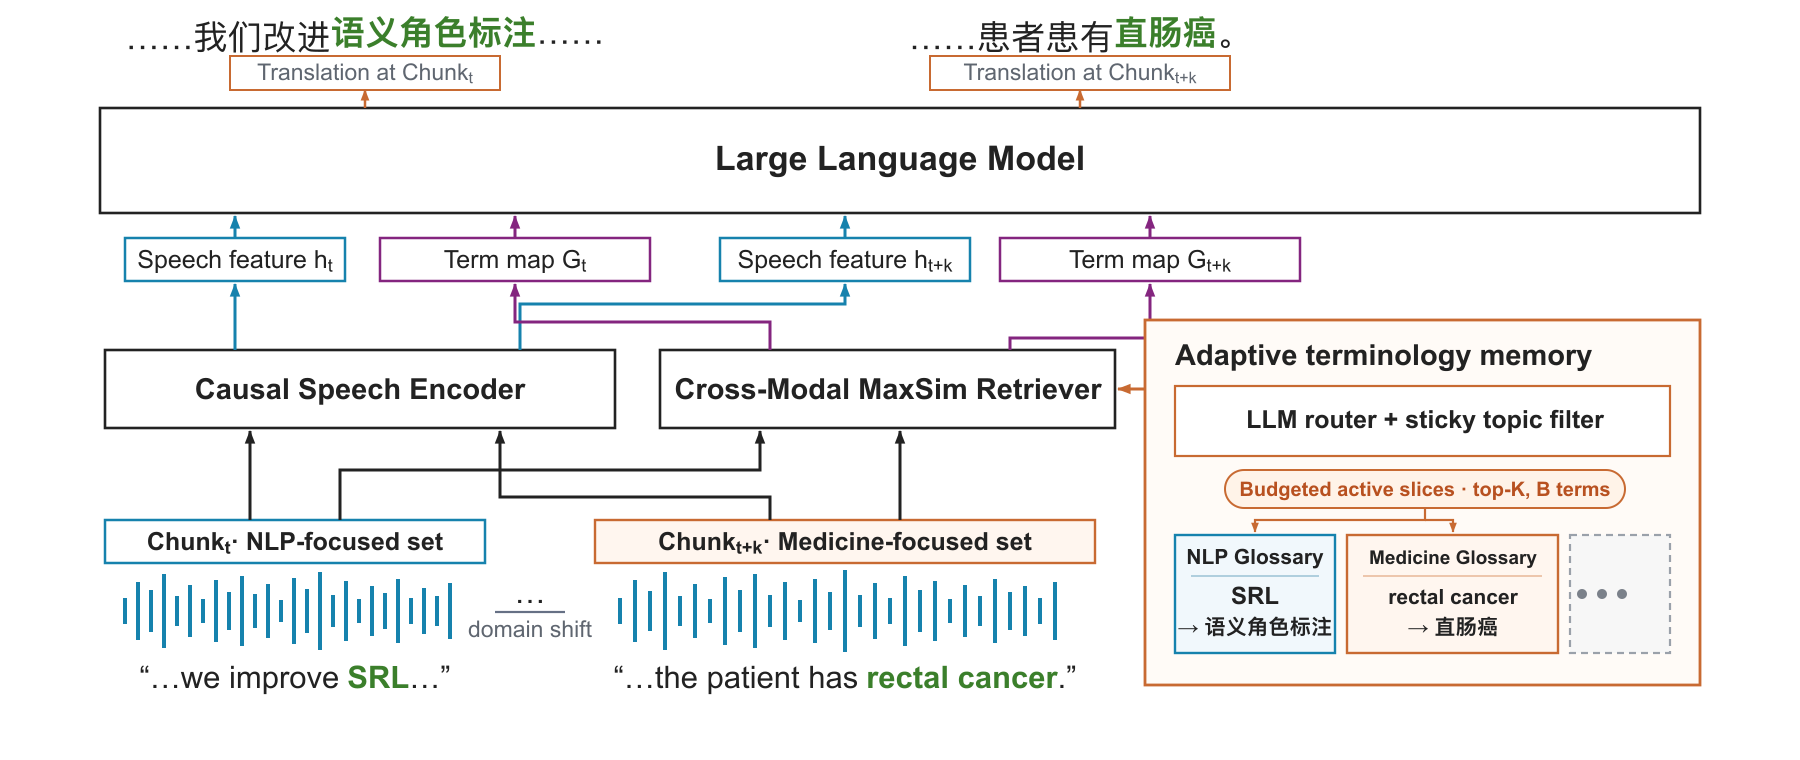 ……我们改进语义角色标注……
……患者患有直肠癌。
Translation at Chunkt
Translation at Chunkt+k
Large Language Model
Speech feature ht
Term map Gt
Speech feature ht+k
Term map Gt+k
Causal Speech Encoder
Cross-Modal MaxSim Retriever
Adaptive terminology memory
LLM router + sticky topic filter
Budgeted active slices · top-K, B terms
Chunkt· NLP-focused set
Chunkt+k· Medicine-focused set
NLP Glossary
SRL
→ 语义角色标注
Medicine Glossary
rectal cancer
→ 直肠癌
…
domain shift
“…we improve SRL…”
“…the patient has rectal cancer.”